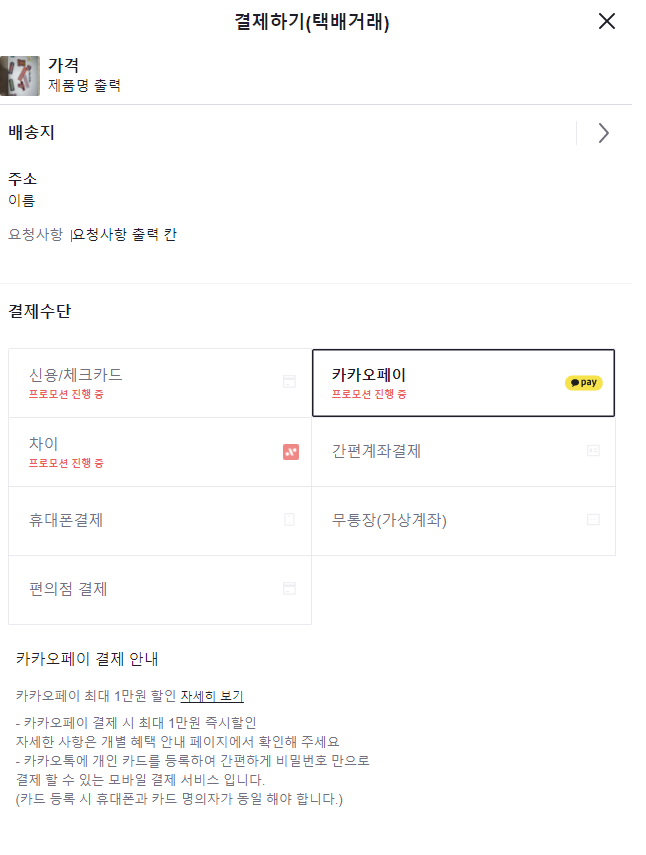 결제하기(택배거래)
가격
제품명 출력
배송지
주소
이름
요청사항 |요청사항 출력 칸
결제수단
신용/체크카드
프로모션 진행 중
카카오페이
프로모션 진행 중
pay
차이
프로모션 진행 중
간편계좌결제
휴대폰결제
무통장(가상계좌)
편의점 결제
카카오페이 결제 안내
카카오페이 최대 1만원 할인 자세히 보기
- 카카오페이 결제 시 최대 1만원 즉시할인
자세한 사항은 개별 혜택 안내 페이지에서 확인해 주세요
- 카카오톡에 개인 카드를 등록하여 간편하게 비밀번호 만으로
결제 할 수 있는 모바일 결제 서비스 입니다.
(카드 등록 시 휴대폰과 카드 명의자가 동일 해야 합니다.)